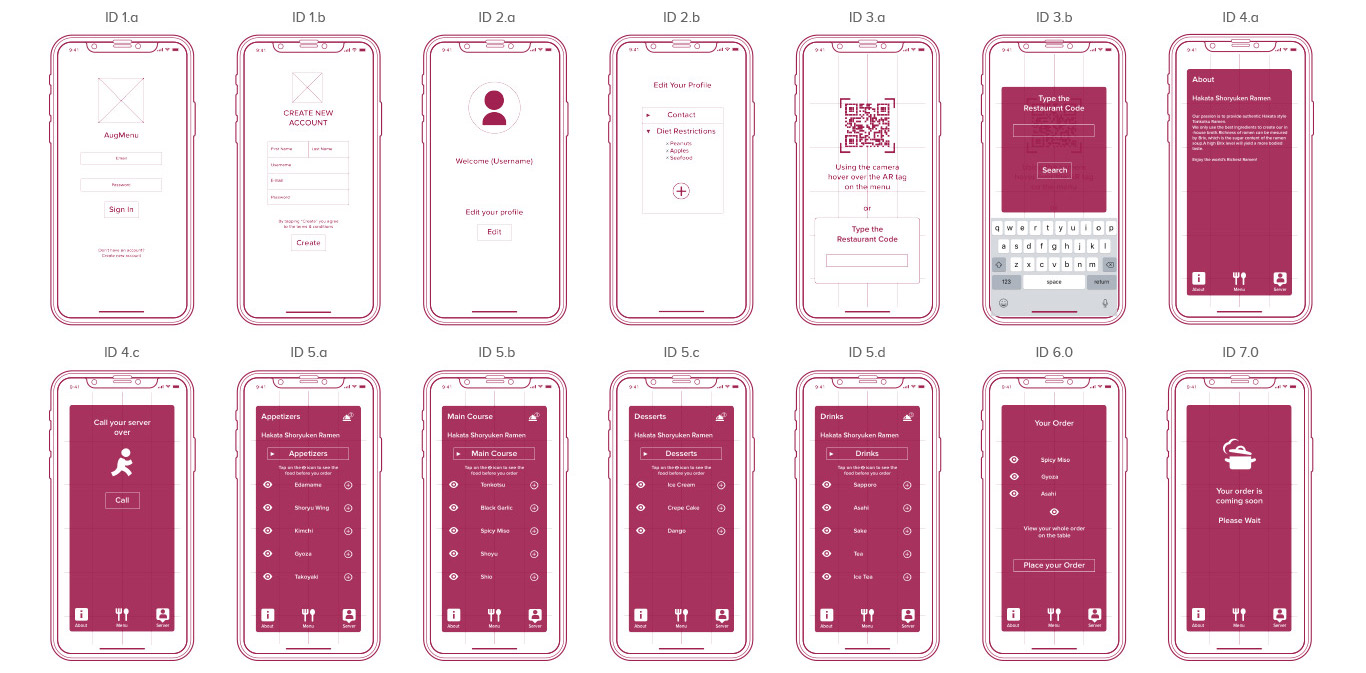 ID 1.a
9:41
AugMenu
Email
Password
Sign In
Don't have an account?
Create new account
ID 1.b
9:41
CREATE NEW
ACCOUNT
First Name
Last Name
Username
E-mail
Password
By tapping "Create" you agree
to the terms & conditions
Create
ID 2.a
9:41
Welcome (Username)
Edit your profile
Edit
ID 2.b
9:41
Edit Your Profile
Contact
Diet Restrictions
× Peanuts
× Apples
× Seafood
ID 3.a
9:41
Using the camera
hover over the AR tag
on the menu
or
Type the
Restaurant Code
ID 3.b
9:41
Type the
Restaurant Code
Search
q w e r t y u i o p
a s d f g h j k l
z x c v b n m
123 space return
ID 4.a
9:41
About
Hakata Shoryuken Ramen
Our passion is to provide authentic Hakata style
Tonkotsu Ramen.
We only use the best ingredients to create our in
-house broth. Richness of ramen can be measured
by Brix, which is the super content of the ramen
soup. A high Brix level will yield a more bodied
taste.
Enjoy the world's Richest Ramen!
About Menu Server
ID 4.c
9:41
Call your server
over
Call
About Menu Server
ID 5.a
9:41
Appetizers
Hakata Shoryuken Ramen
Appetizers
Tap on the icon to see the
food before you order
Edamame
Shoryu Wing
Kimchi
Gyoza
Takoyaki
About Menu Server
ID 5.b
9:41
Main Course
Hakata Shoryuken Ramen
Main Course
Tap on the icon to see the
food before you order
Tonkotsu
Black Garlic
Spicy Miso
Shoyu
Shio
About Menu Server
ID 5.c
9:41
Desserts
Hakata Shoryuken Ramen
Desserts
Tap on the icon to see the
food before you order
Ice Cream
Crepe Cake
Dango
About Menu Server
ID 5.d
9:41
Drinks
Hakata Shoryuken Ramen
Drinks
Tap on the icon to see the
food before you order
Sapporo
Asahi
Sake
Tea
Ice Tea
About Menu Server
ID 6.0
9:41
Your Order
Spicy Miso
Gyoza
Asahi
View your whole order
on the table
Place your Order
About Menu Server
ID 7.0
9:41
Your order is
coming soon
Please Wait
About Menu Server